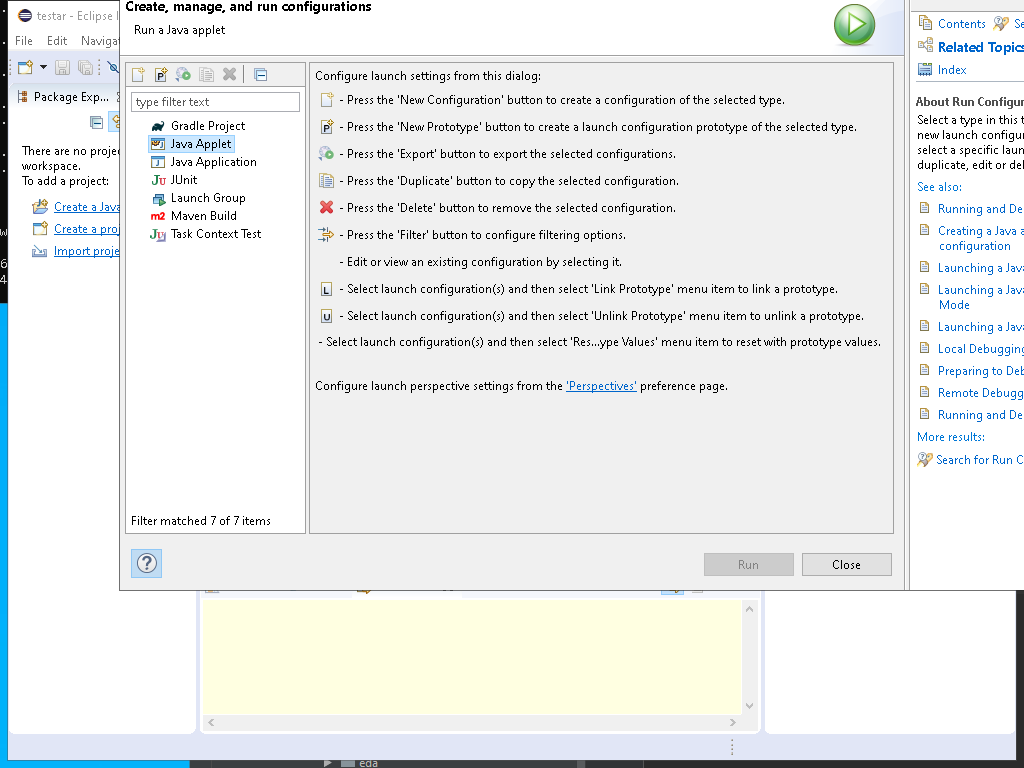 testar - Eclipse I
File Edit Navigat
Package Exp...
There are no proje
workspace.
To add a project:
Create a Java
Create a proj
Import proje
Create, manage, and run configurations
Run a Java applet
type filter text
Gradle Project
Java Applet
Java Application
JUnit
Launch Group
Maven Build
Task Context Test
Filter matched 7 of 7 items
Configure launch settings from this dialog:
- Press the 'New Configuration' button to create a configuration of the selected type.
- Press the 'New Prototype' button to create a launch configuration prototype of the selected type.
- Press the 'Export' button to export the selected configurations.
- Press the 'Duplicate' button to copy the selected configuration.
- Press the 'Delete' button to remove the selected configuration.
- Press the 'Filter' button to configure filtering options.
- Edit or view an existing configuration by selecting it.
- Select launch configuration(s) and then select 'Link Prototype' menu item to link a prototype.
- Select launch configuration(s) and then select 'Unlink Prototype' menu item to unlink a prototype.
- Select launch configuration(s) and then select 'Res...ype Values' menu item to reset with prototype values.
Configure launch perspective settings from the 'Perspectives' preference page.
Run
Close
Contents Se
Related Topics
Index
About Run Configur
Select a type in this t
new launch configu
select a specific laun
duplicate, edit or del
See also:
Running and De
Creating a Java a
configuration
Launching a Java
Launching a Java
Mode
Launching a Java
Local Debugging
Preparing to Deb
Remote Debugg
Running and De
More results:
Search for Run C
eda